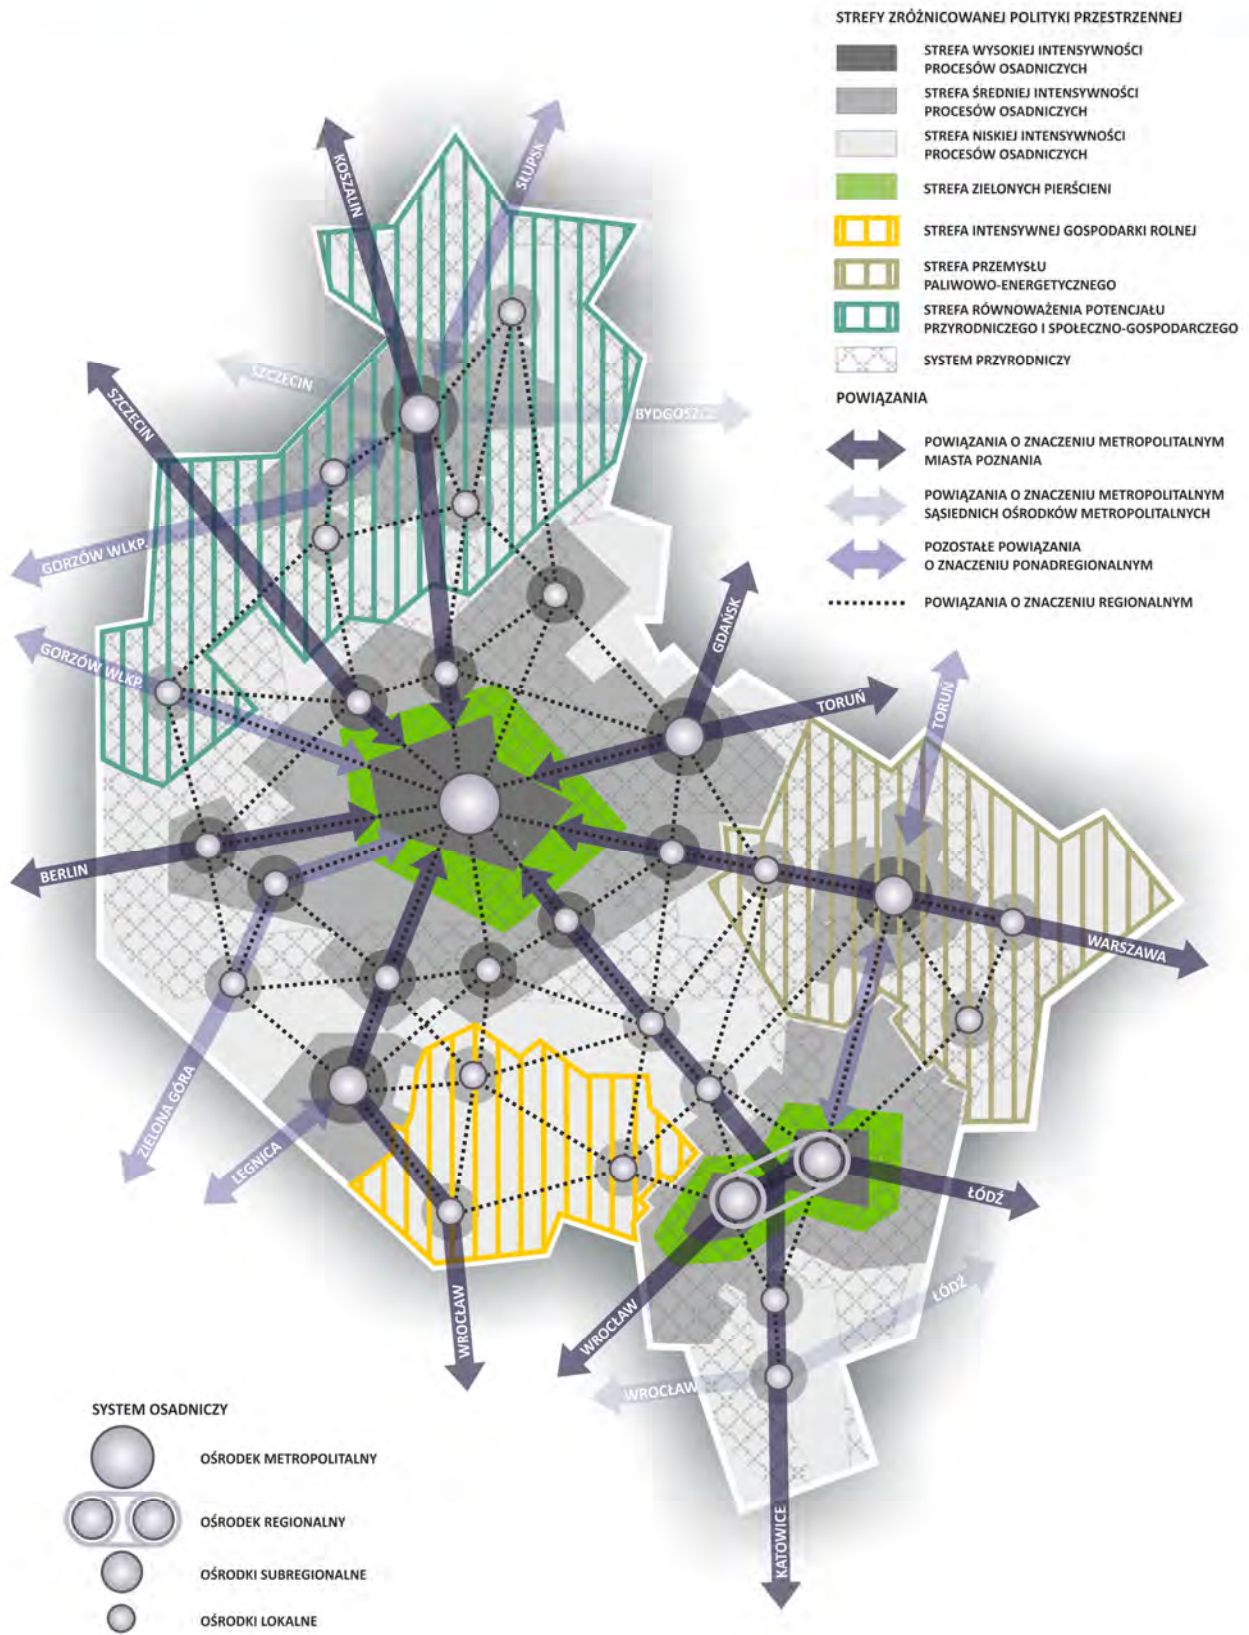 STREFY ZRÓŻNICOWANEJ POLITYKI PRZESTRZENNEJ
STREFA WYSOKIEJ INTENSYWNOŚCI
PROCESÓW OSADNICZYCH
STREFA ŚREDNIEJ INTENSYWNOŚCI
PROCESÓW OSADNICZYCH
STREFA NISKIEJ INTENSYWNOŚCI
PROCESÓW OSADNICZYCH
STREFA ZIELONYCH PIERŚCIENI
STREFA INTENSYWNEJ GOSPODARKI ROLNEJ
STREFA PRZEMYSŁU
PALIWOWO-ENERGETYCZNEGO
STREFA RÓWNOWAŻENIA POTENCJAŁU
PRZYRODNICZEGO I SPOŁECZNO-GOSPODARCZEGO
SYSTEM PRZYRODNICZY
POWIĄZANIA
POWIĄZANIA O ZNACZENIU METROPOLITALNYM
MIASTA POZNANIA
POWIĄZANIA O ZNACZENIU METROPOLITALNYM
SĄSIEDNICH OŚRODKÓW METROPOLITALNYCH
POZOSTAŁE POWIĄZANIA
O ZNACZENIU PONADREGIONALNYM
POWIĄZANIA O ZNACZENIU REGIONALNYM
KOSZALIN
SŁUPSK
SZCZECIN
SZCZECIN
BYDGOSZCZ
GORZÓW WLKP.
GORZÓW WLKP.
GDAŃSK
TORUŃ
TORUŃ
BERLIN
WARSZAWA
ZIELONA GÓRA
LEGNICA
ŁÓDŹ
WROCŁAW
WROCŁAW
ŁÓDŹ
WROCŁAW
KATOWICE
SYSTEM OSADNICZY
OŚRODEK METROPOLITALNY
OŚRODEK REGIONALNY
OŚRODKI SUBREGIONALNE
OŚRODKI LOKALNE